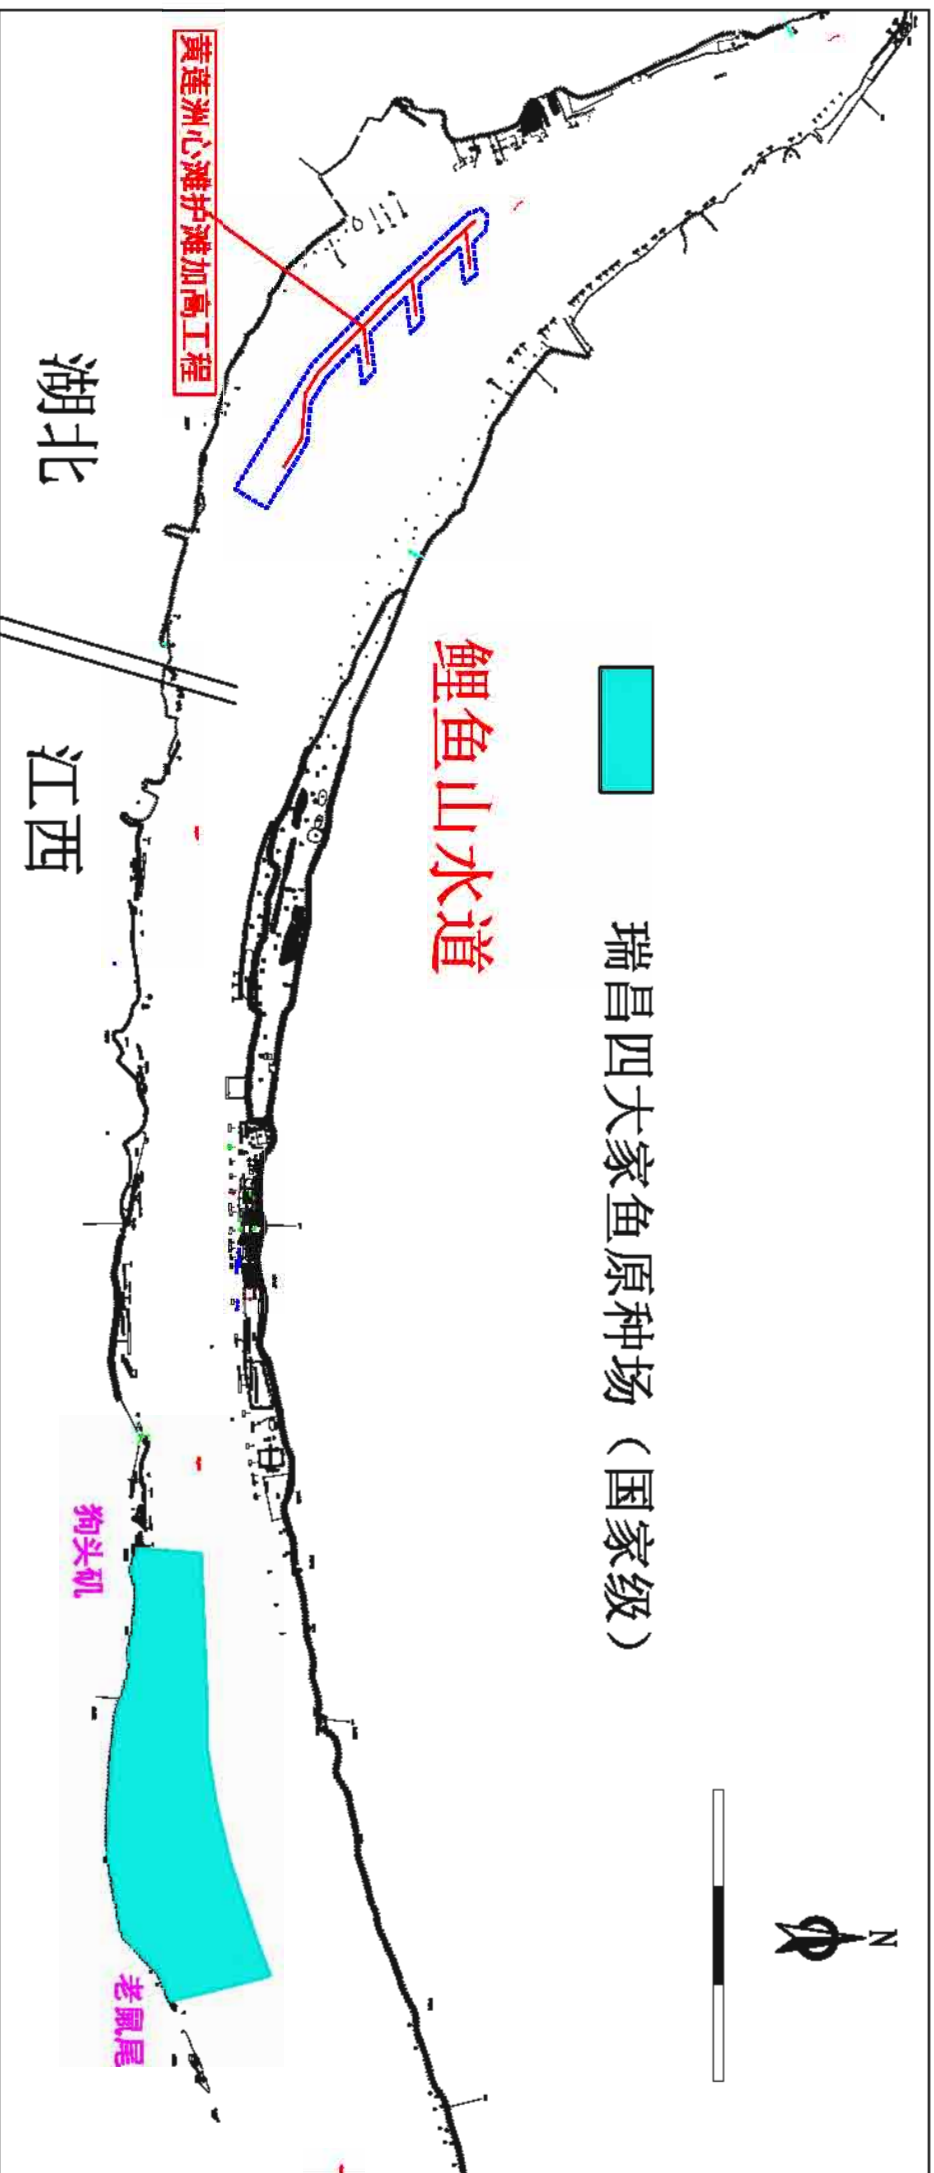 N
瑞昌四大家鱼原种场（国家级）
鲤鱼山水道
黄莲洲心滩护滩加高工程
湖北
江西
狗头矶
老鼠尾